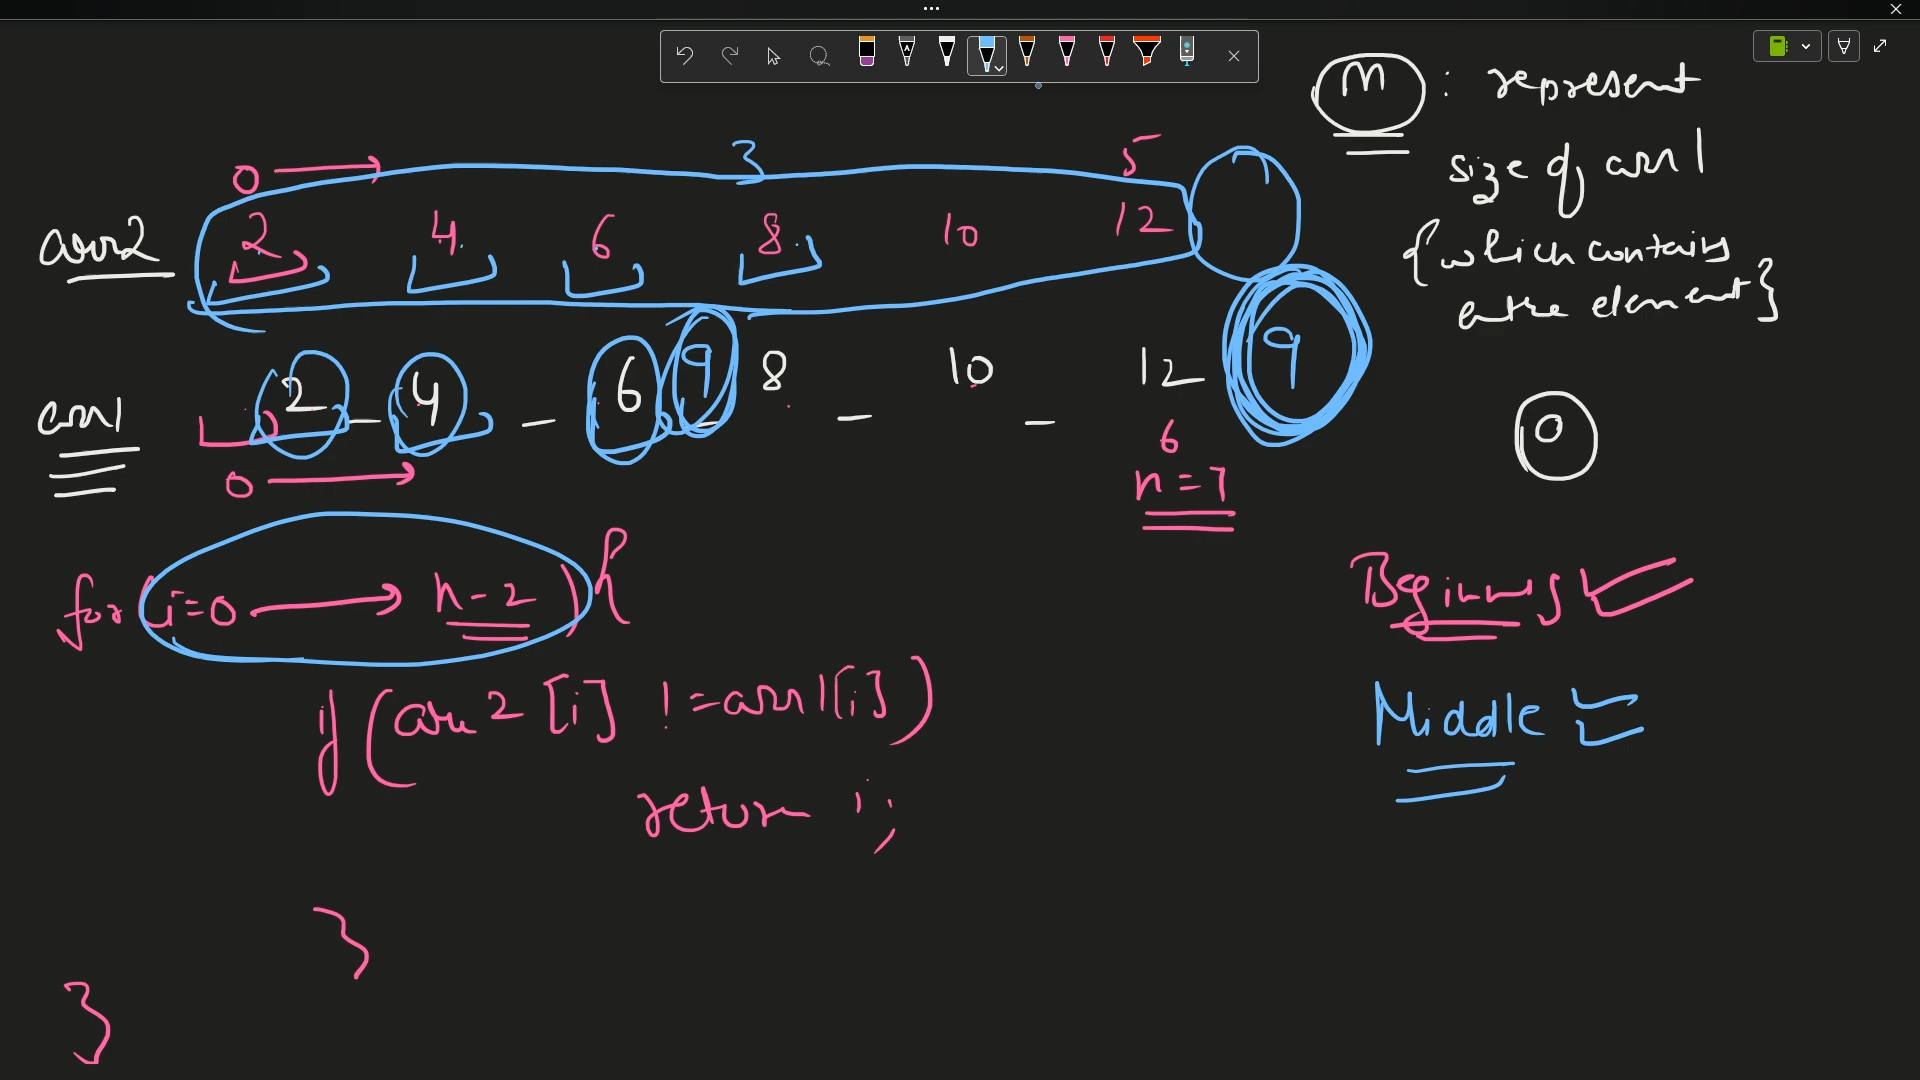 n : represent
size of arr1
{which contains
extra element}
0 3 5
arr2 2 4 6 8 10 12
arr1 2 - 4 - 6 9 - 8 - 10 - 12 9
0 6
n=7
0
for (i=0 → n-2) {
if (arr2[i] != arr1[i])
return i;
}
}
Beginning
Middle